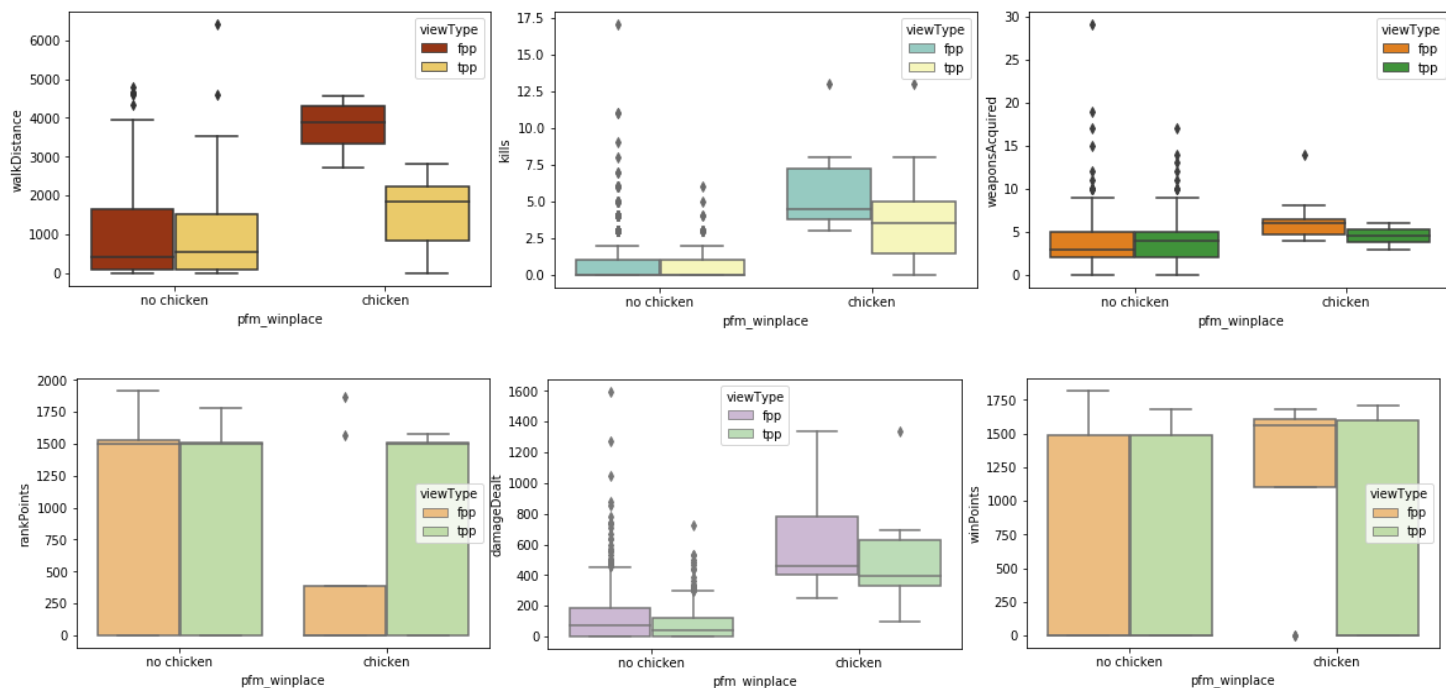 walkDistance
6000
5000
4000
3000
2000
1000
0
viewType
fpp
tpp
no chicken
chicken
pfm_winplace
kills
17.5
15.0
12.5
10.0
7.5
5.0
2.5
0.0
viewType
fpp
tpp
no chicken
chicken
pfm_winplace
weaponsAcquired
30
25
20
15
10
5
0
viewType
fpp
tpp
no chicken
chicken
pfm_winplace
rankPoints
2000
1750
1500
1250
1000
750
500
250
0
viewType
fpp
tpp
no chicken
chicken
pfm_winplace
damageDealt
1600
1400
1200
1000
800
600
400
200
0
viewType
fpp
tpp
no chicken
chicken
pfm_winplace
winPoints
1750
1500
1250
1000
750
500
250
0
viewType
fpp
tpp
no chicken
chicken
pfm_winplace